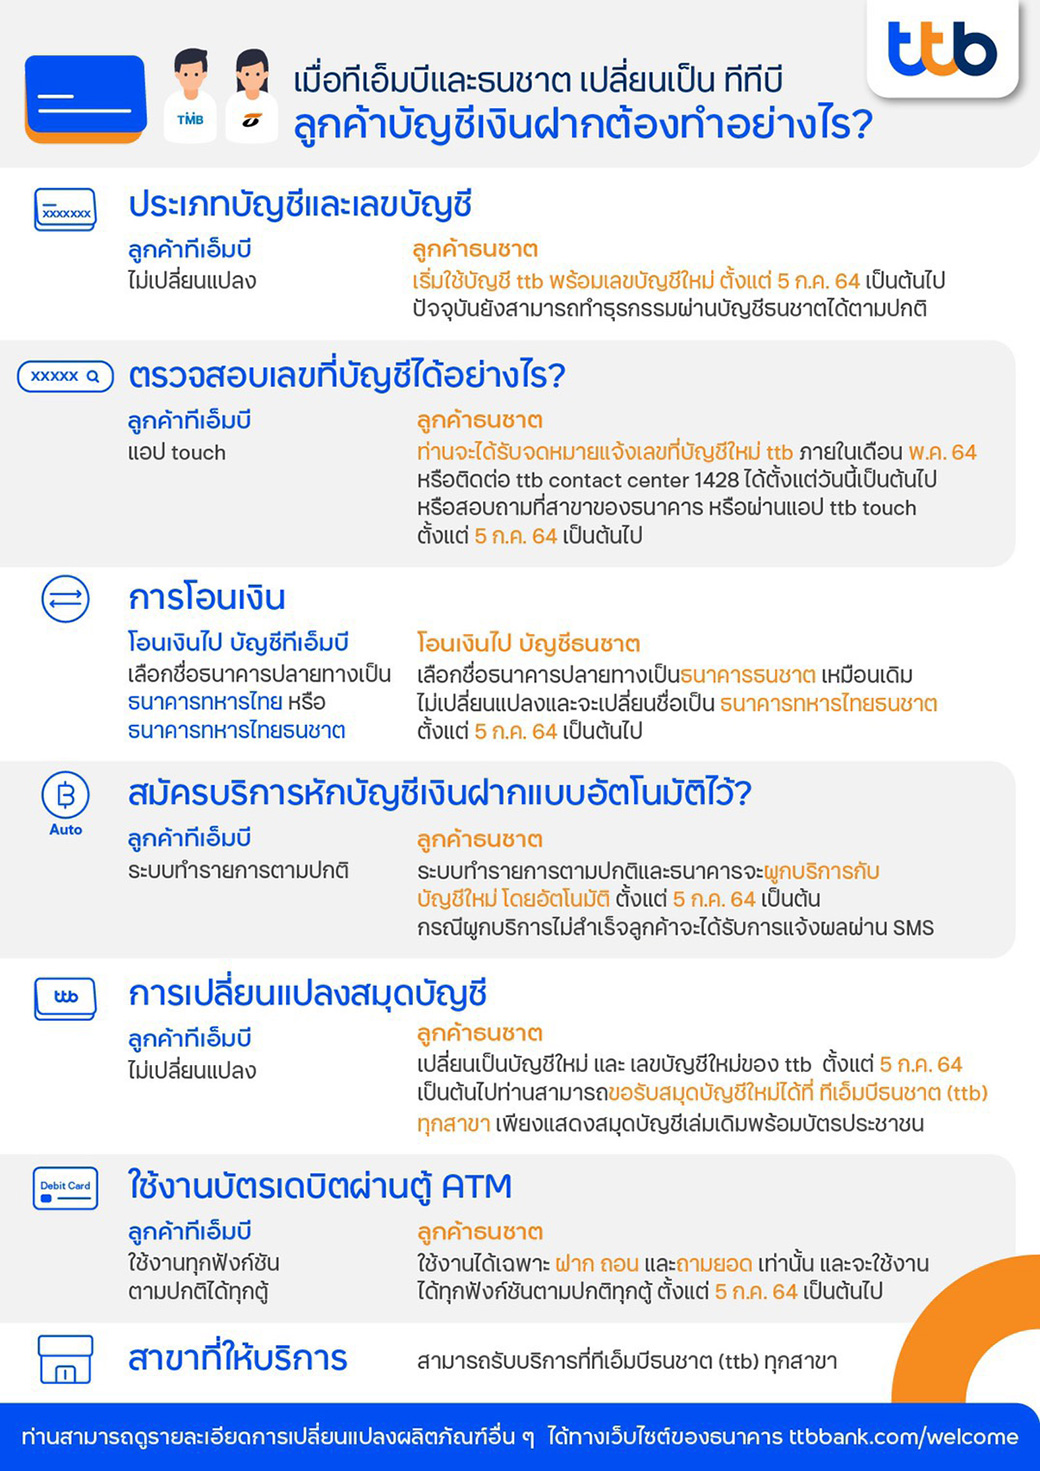 ttb
เมื่อทีเอ็มบีและธนชาต เปลี่ยนเป็น ทีทีบี
TMB
ลูกค้าบัญชีเงินฝากต้องทำอย่างไร?
xxxxxxx
ประเภทบัญชีและเลขบัญชี
ลูกค้าทีเอ็มบี
ไม่เปลี่ยนแปลง
ลูกค้าธนชาต
เริ่มใช้บัญชี ttb พร้อมเลขบัญชีใหม่ ตั้งแต่ 5 ก.ค. 64 เป็นต้นไป
ปัจจุบันยังสามารถทำธุรกรรมผ่านบัญชีธนชาตได้ตามปกติ
xxxxx
ตรวจสอบเลขที่บัญชีได้อย่างไร?
ลูกค้าทีเอ็มบี
แอป touch
ลูกค้าธนชาต
ท่านจะได้รับจดหมายแจ้งเลขที่บัญชีใหม่ ttb ภายในเดือน พ.ค. 64
หรือติดต่อ ttb contact center 1428 ได้ตั้งแต่วันนี้เป็นต้นไป
หรือสอบถามที่สาขาของธนาคาร หรือผ่านแอป ttb touch
ตั้งแต่ 5 ก.ค. 64 เป็นต้นไป
การโอนเงิน
โอนเงินไป บัญชีทีเอ็มบี
เลือกชื่อธนาคารปลายทางเป็น
ธนาคารทหารไทย หรือ
ธนาคารทหารไทยธนชาต
โอนเงินไป บัญชีธนชาต
เลือกชื่อธนาคารปลายทางเป็นธนาคารธนชาต เหมือนเดิม
ไม่เปลี่ยนแปลงและจะเปลี่ยนชื่อเป็น ธนาคารทหารไทยธนชาต
ตั้งแต่ 5 ก.ค. 64 เป็นต้นไป
Auto
สมัครบริการหักบัญชีเงินฝากแบบอัตโนมัติไว้?
ลูกค้าทีเอ็มบี
ระบบทำรายการตามปกติ
ลูกค้าธนชาต
ระบบทำรายการตามปกติและธนาคารจะผูกบริการกับ
บัญชีใหม่ โดยอัตโนมัติ ตั้งแต่ 5 ก.ค. 64 เป็นต้น
กรณีผูกบริการไม่สำเร็จลูกค้าจะได้รับการแจ้งผลผ่าน SMS
ttb
การเปลี่ยนแปลงสมุดบัญชี
ลูกค้าทีเอ็มบี
ไม่เปลี่ยนแปลง
ลูกค้าธนชาต
เปลี่ยนเป็นบัญชีใหม่ และ เลขบัญชีใหม่ของ ttb ตั้งแต่ 5 ก.ค. 64
เป็นต้นไปท่านสามารถขอรับสมุดบัญชีใหม่ได้ที่ ทีเอ็มบีธนชาต (ttb)
ทุกสาขา เพียงแสดงสมุดบัญชีเล่มเดิมพร้อมบัตรประชาชน
Debit Card
ใช้งานบัตรเดบิตผ่านตู้ ATM
ลูกค้าทีเอ็มบี
ใช้งานทุกฟังก์ชัน
ตามปกติได้ทุกตู้
ลูกค้าธนชาต
ใช้งานได้เฉพาะ ฝาก ถอน และถามยอด เท่านั้น และจะใช้งาน
ได้ทุกฟังก์ชันตามปกติทุกตู้ ตั้งแต่ 5 ก.ค. 64 เป็นต้นไป
สาขาที่ให้บริการ
สามารถรับบริการที่ทีเอ็มบีธนชาต (ttb) ทุกสาขา
ท่านสามารถดูรายละเอียดการเปลี่ยนแปลงผลิตภัณฑ์อื่น ๆ ได้ทางเว็บไซต์ของธนาคาร ttbbank.com/welcome